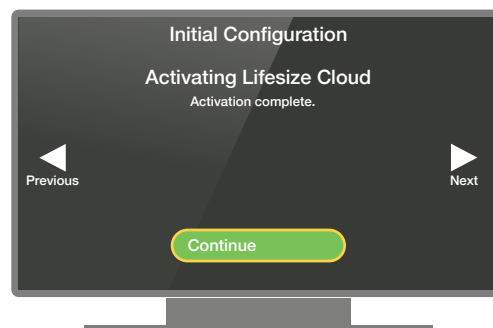 Initial Configuration
Activating Lifesize Cloud
Activation complete.
Previous
Next
Continue